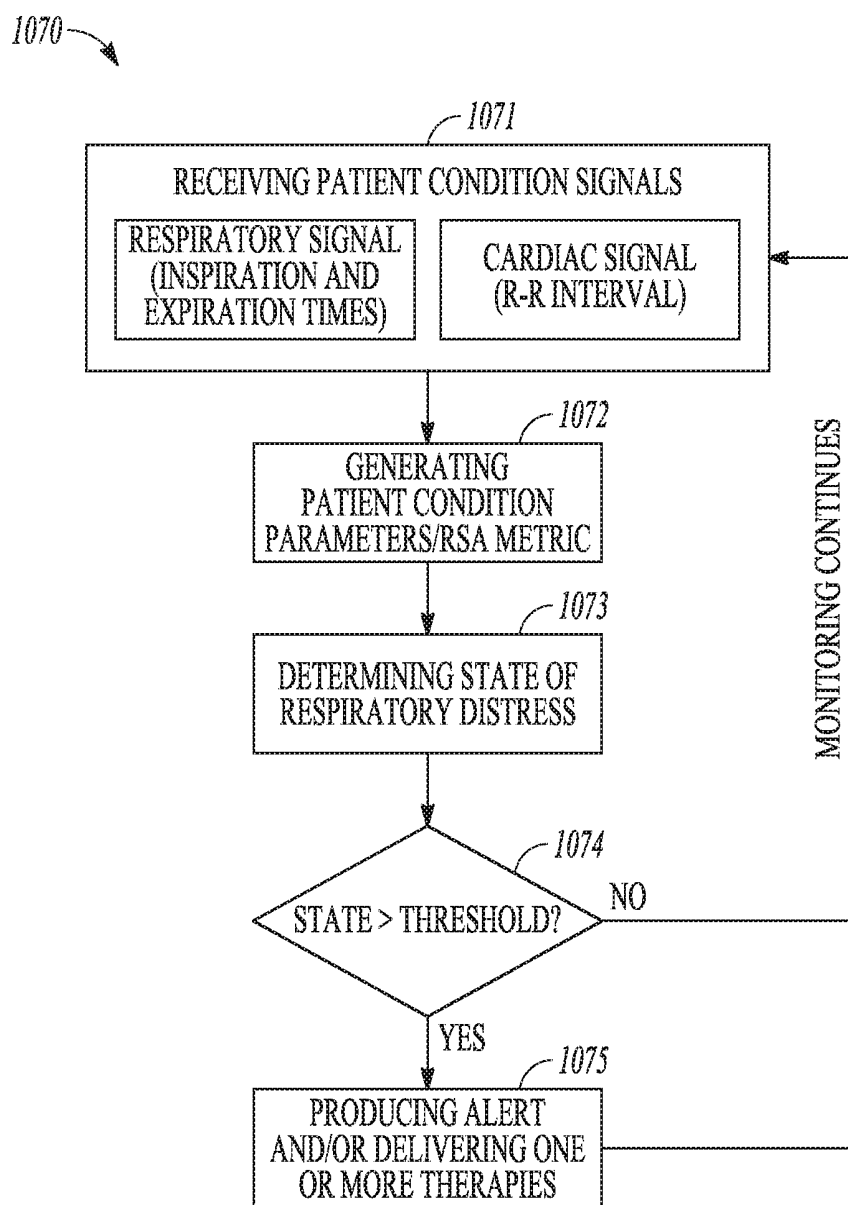 1070
1071
RECEIVING PATIENT CONDITION SIGNALS
RESPIRATORY SIGNAL
(INSPIRATION AND
EXPIRATION TIMES)
CARDIAC SIGNAL
(R-R INTERVAL)
1072
GENERATING
PATIENT CONDITION
PARAMETERS/RSA METRIC
1073
DETERMINING STATE OF
RESPIRATORY DISTRESS
MONITORING CONTINUES
1074
STATE > THRESHOLD?
NO
YES
1075
PRODUCING ALERT
AND/OR DELIVERING ONE
OR MORE THERAPIES